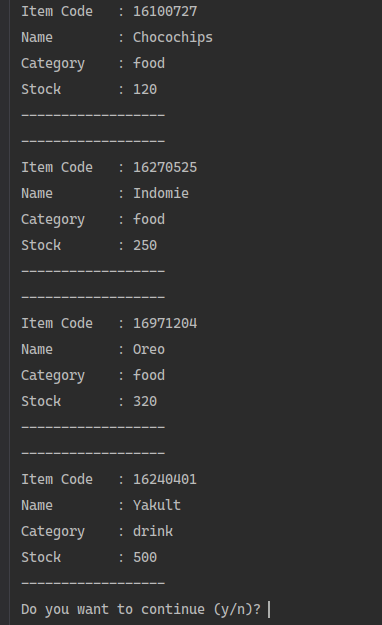 Item Code   : 16100727
Name        : Chocochips
Category    : food
Stock       : 120
------------------
------------------
Item Code   : 16270525
Name        : Indomie
Category    : food
Stock       : 250
------------------
------------------
Item Code   : 16971204
Name        : Oreo
Category    : food
Stock       : 320
------------------
------------------
Item Code   : 16240401
Name        : Yakult
Category    : drink
Stock       : 500
------------------
Do you want to continue (y/n)?